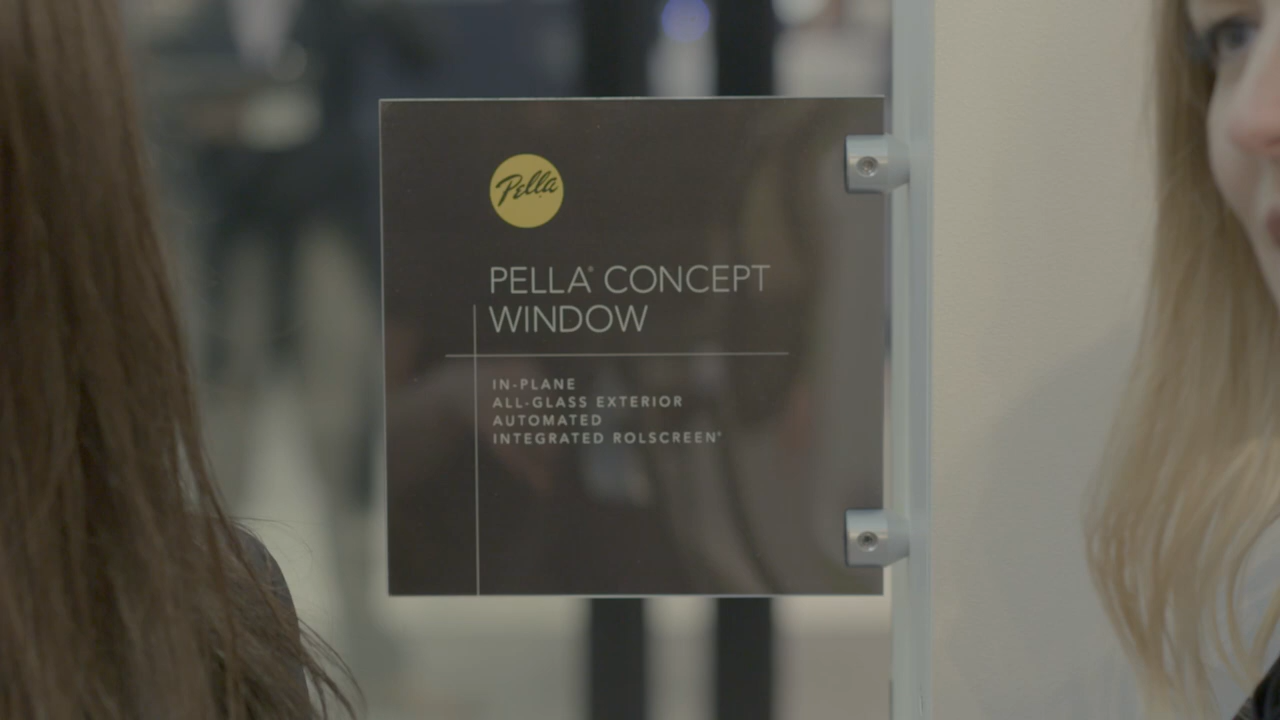 Pella
PELLA® CONCEPT
WINDOW
IN-PLANE
ALL-GLASS EXTERIOR
AUTOMATED
INTEGRATED ROLSCREEN®